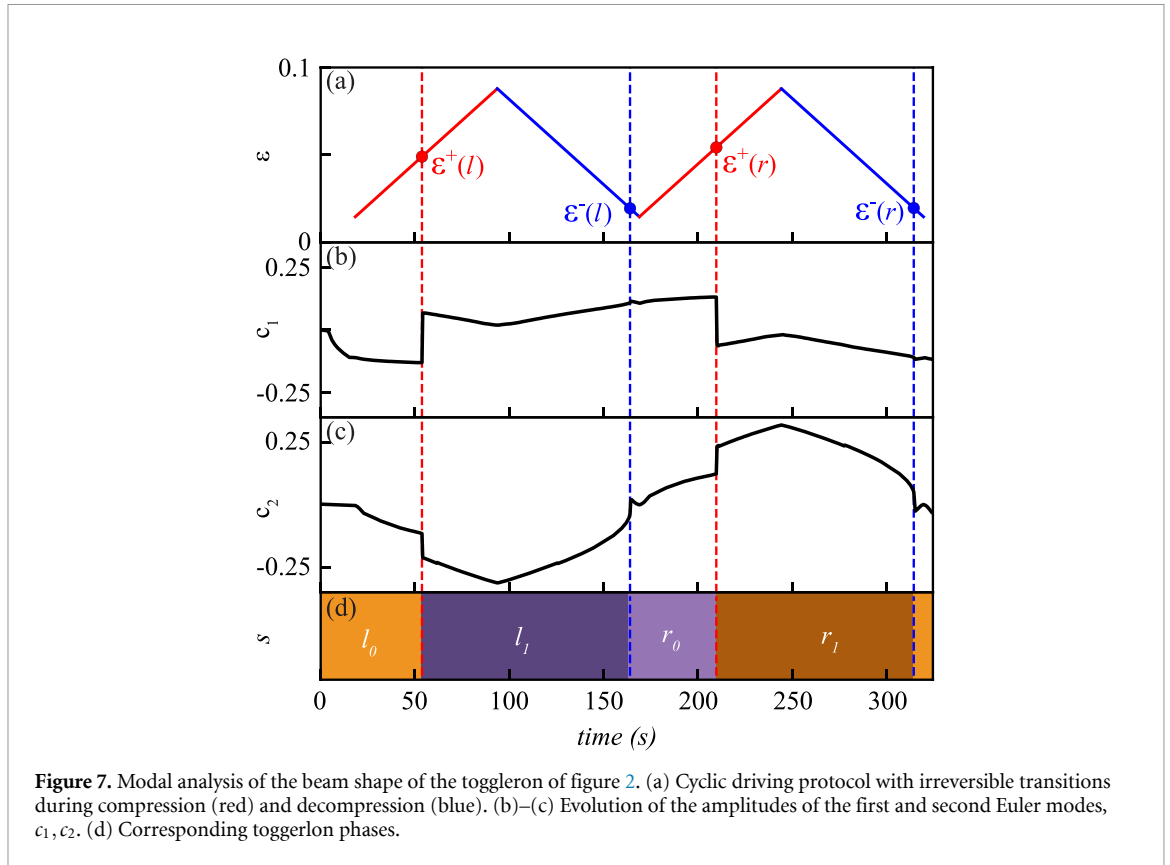 0.1
(a)
ε
ε⁺(l)
ε⁺(r)
ε⁻(l)
ε⁻(r)
0
(b)
0.25
c₁
-0.25
(c)
0.25
c₂
-0.25
(d)
s
l₀
l₁
r₀
r₁
0 50 100 150 200 250 300
time (s)
Figure 7. Modal analysis of the beam shape of the toggleron of figure 2. (a) Cyclic driving protocol with irreversible transitions
during compression (red) and decompression (blue). (b)–(c) Evolution of the amplitudes of the first and second Euler modes,
c₁, c₂. (d) Corresponding toggerlon phases.